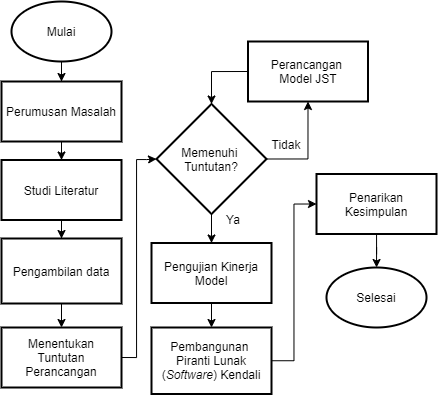 Mulai
Perumusan Masalah
Studi Literatur
Pengambilan data
Menentukan
Tuntutan
Perancangan
Perancangan
Model JST
Memenuhi
Tuntutan?
Tidak
Ya
Pengujian Kinerja
Model
Pembangunan
Piranti Lunak
(Software) Kendali
Penarikan
Kesimpulan
Selesai